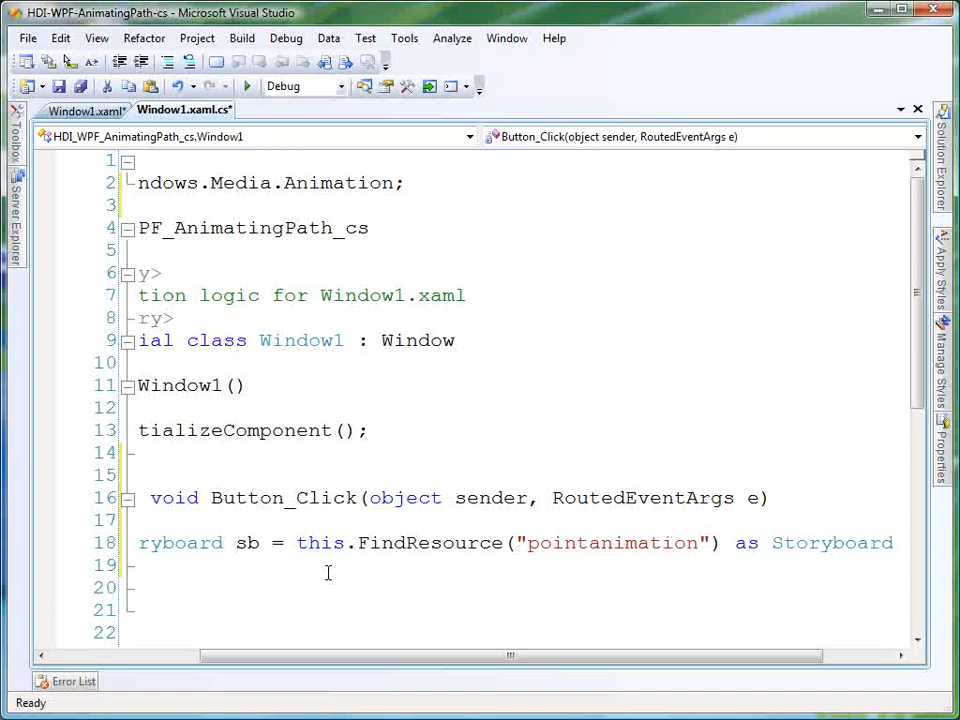 HDI-WPF-AnimatingPath-cs - Microsoft Visual Studio
File Edit View Refactor Project Build Debug Data Test Tools Analyze Window Help
Debug
Window1.xaml* Window1.xaml.cs*
HDI_WPF_AnimatingPath_cs.Window1 Button_Click(object sender, RoutedEventArgs e)
Toolbox
Server Explorer
1
2 ndows.Media.Animation;
3
4 PF_AnimatingPath_cs
5
6 y>
7 tion logic for Window1.xaml
8 ry>
9 ial class Window1 : Window
10
11 Window1()
12
13 tializeComponent();
14
15
16 void Button_Click(object sender, RoutedEventArgs e)
17
18 ryboard sb = this.FindResource("pointanimation") as Storyboard
19
20
21
22
Solution Explorer
Apply Styles
Manage Styles
Properties
Error List
Ready